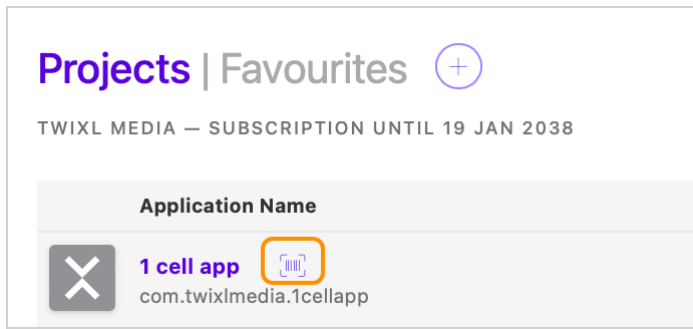 Projects | Favourites
TWIXL MEDIA — SUBSCRIPTION UNTIL 19 JAN 2038
Application Name
1 cell app
com.twixlmedia.1cellapp